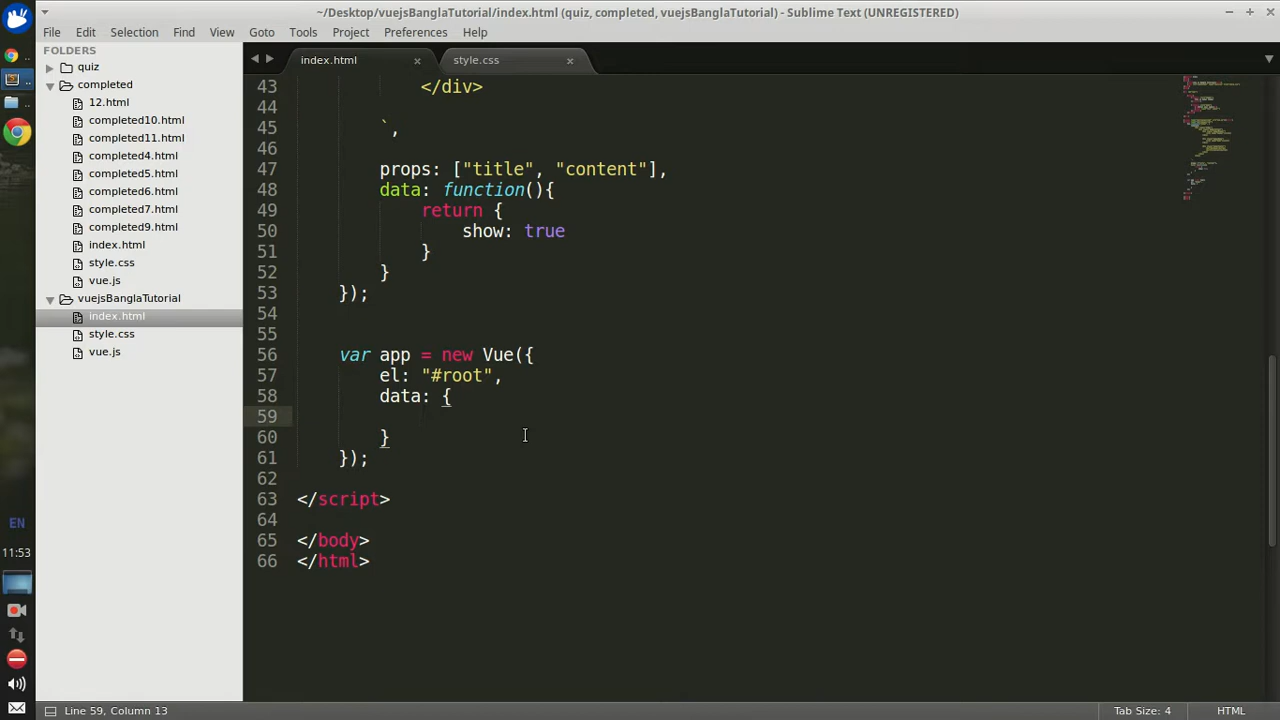 ~/Desktop/vuejsBanglaTutorial/index.html (quiz, completed, vuejsBanglaTutorial) - Sublime Text (UNREGISTERED)
File Edit Selection Find View Goto Tools Project Preferences Help
FOLDERS
quiz
completed
12.html
completed10.html
completed11.html
completed4.html
completed5.html
completed6.html
completed7.html
completed9.html
index.html
style.css
vue.js
vuejsBanglaTutorial
index.html
style.css
vue.js
EN
11:53
index.html
style.css
43 </div>
44
45 `,
46
47 props: ["title", "content"],
48 data: function(){
49 return {
50 show: true
51 }
52 }
53 });
54
55
56 var app = new Vue({
57 el: "#root",
58 data: {
59
60 }
61 });
62
63 </script>
64
65 </body>
66 </html>
Line 59, Column 13
Tab Size: 4
HTML